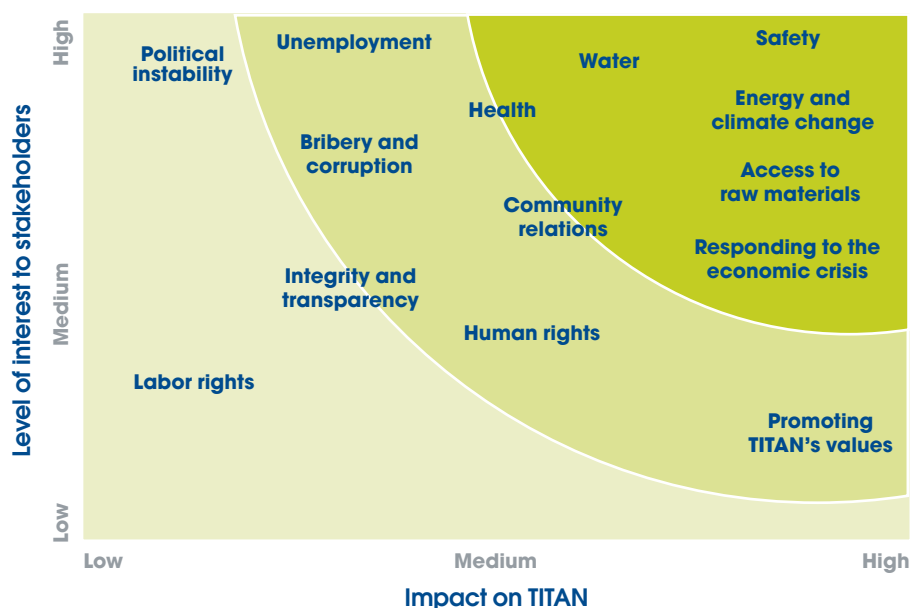 High
Medium
Low
Level of interest to stakeholders
Political
instability
Unemployment
Water
Safety
Health
Energy and
climate change
Bribery and
corruption
Access to
raw materials
Community
relations
Responding to the
economic crisis
Integrity and
transparency
Human rights
Labor rights
Promoting
TITAN’s values
Low
Medium
High
Impact on TITAN